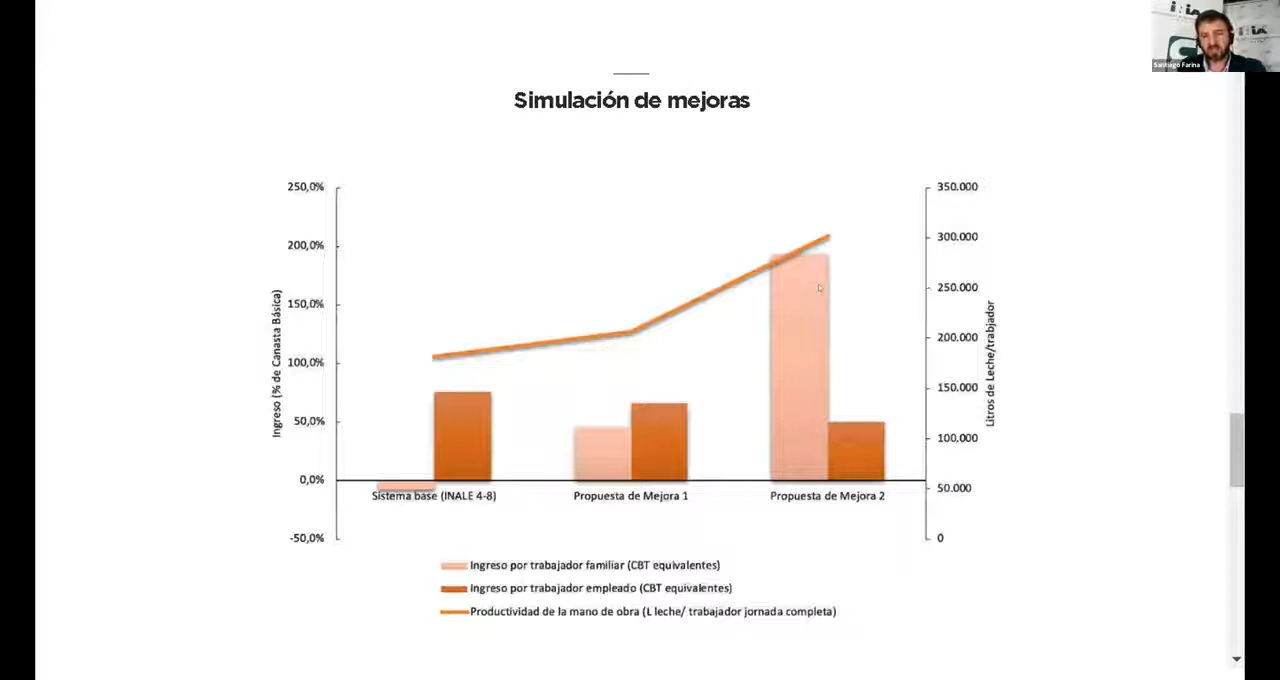 Santiago Farina
Simulación de mejoras
250,0%
200,0%
150,0%
100,0%
50,0%
0,0%
-50,0%
Ingreso (% de Canasta Básica)
350.000
300.000
250.000
200.000
150.000
100,000
50.000
0
Litros de Leche/trabjador
Sistema base (INALE 4-8)
Propuesta de Mejora 1
Propuesta de Mejora 2
Ingreso por trabajador familiar (CBT equivalentes)
Ingreso por trabajador empleado (CBT equivalentes)
Productividad de la mano de obra (L leche/ trabajador jornada completa)